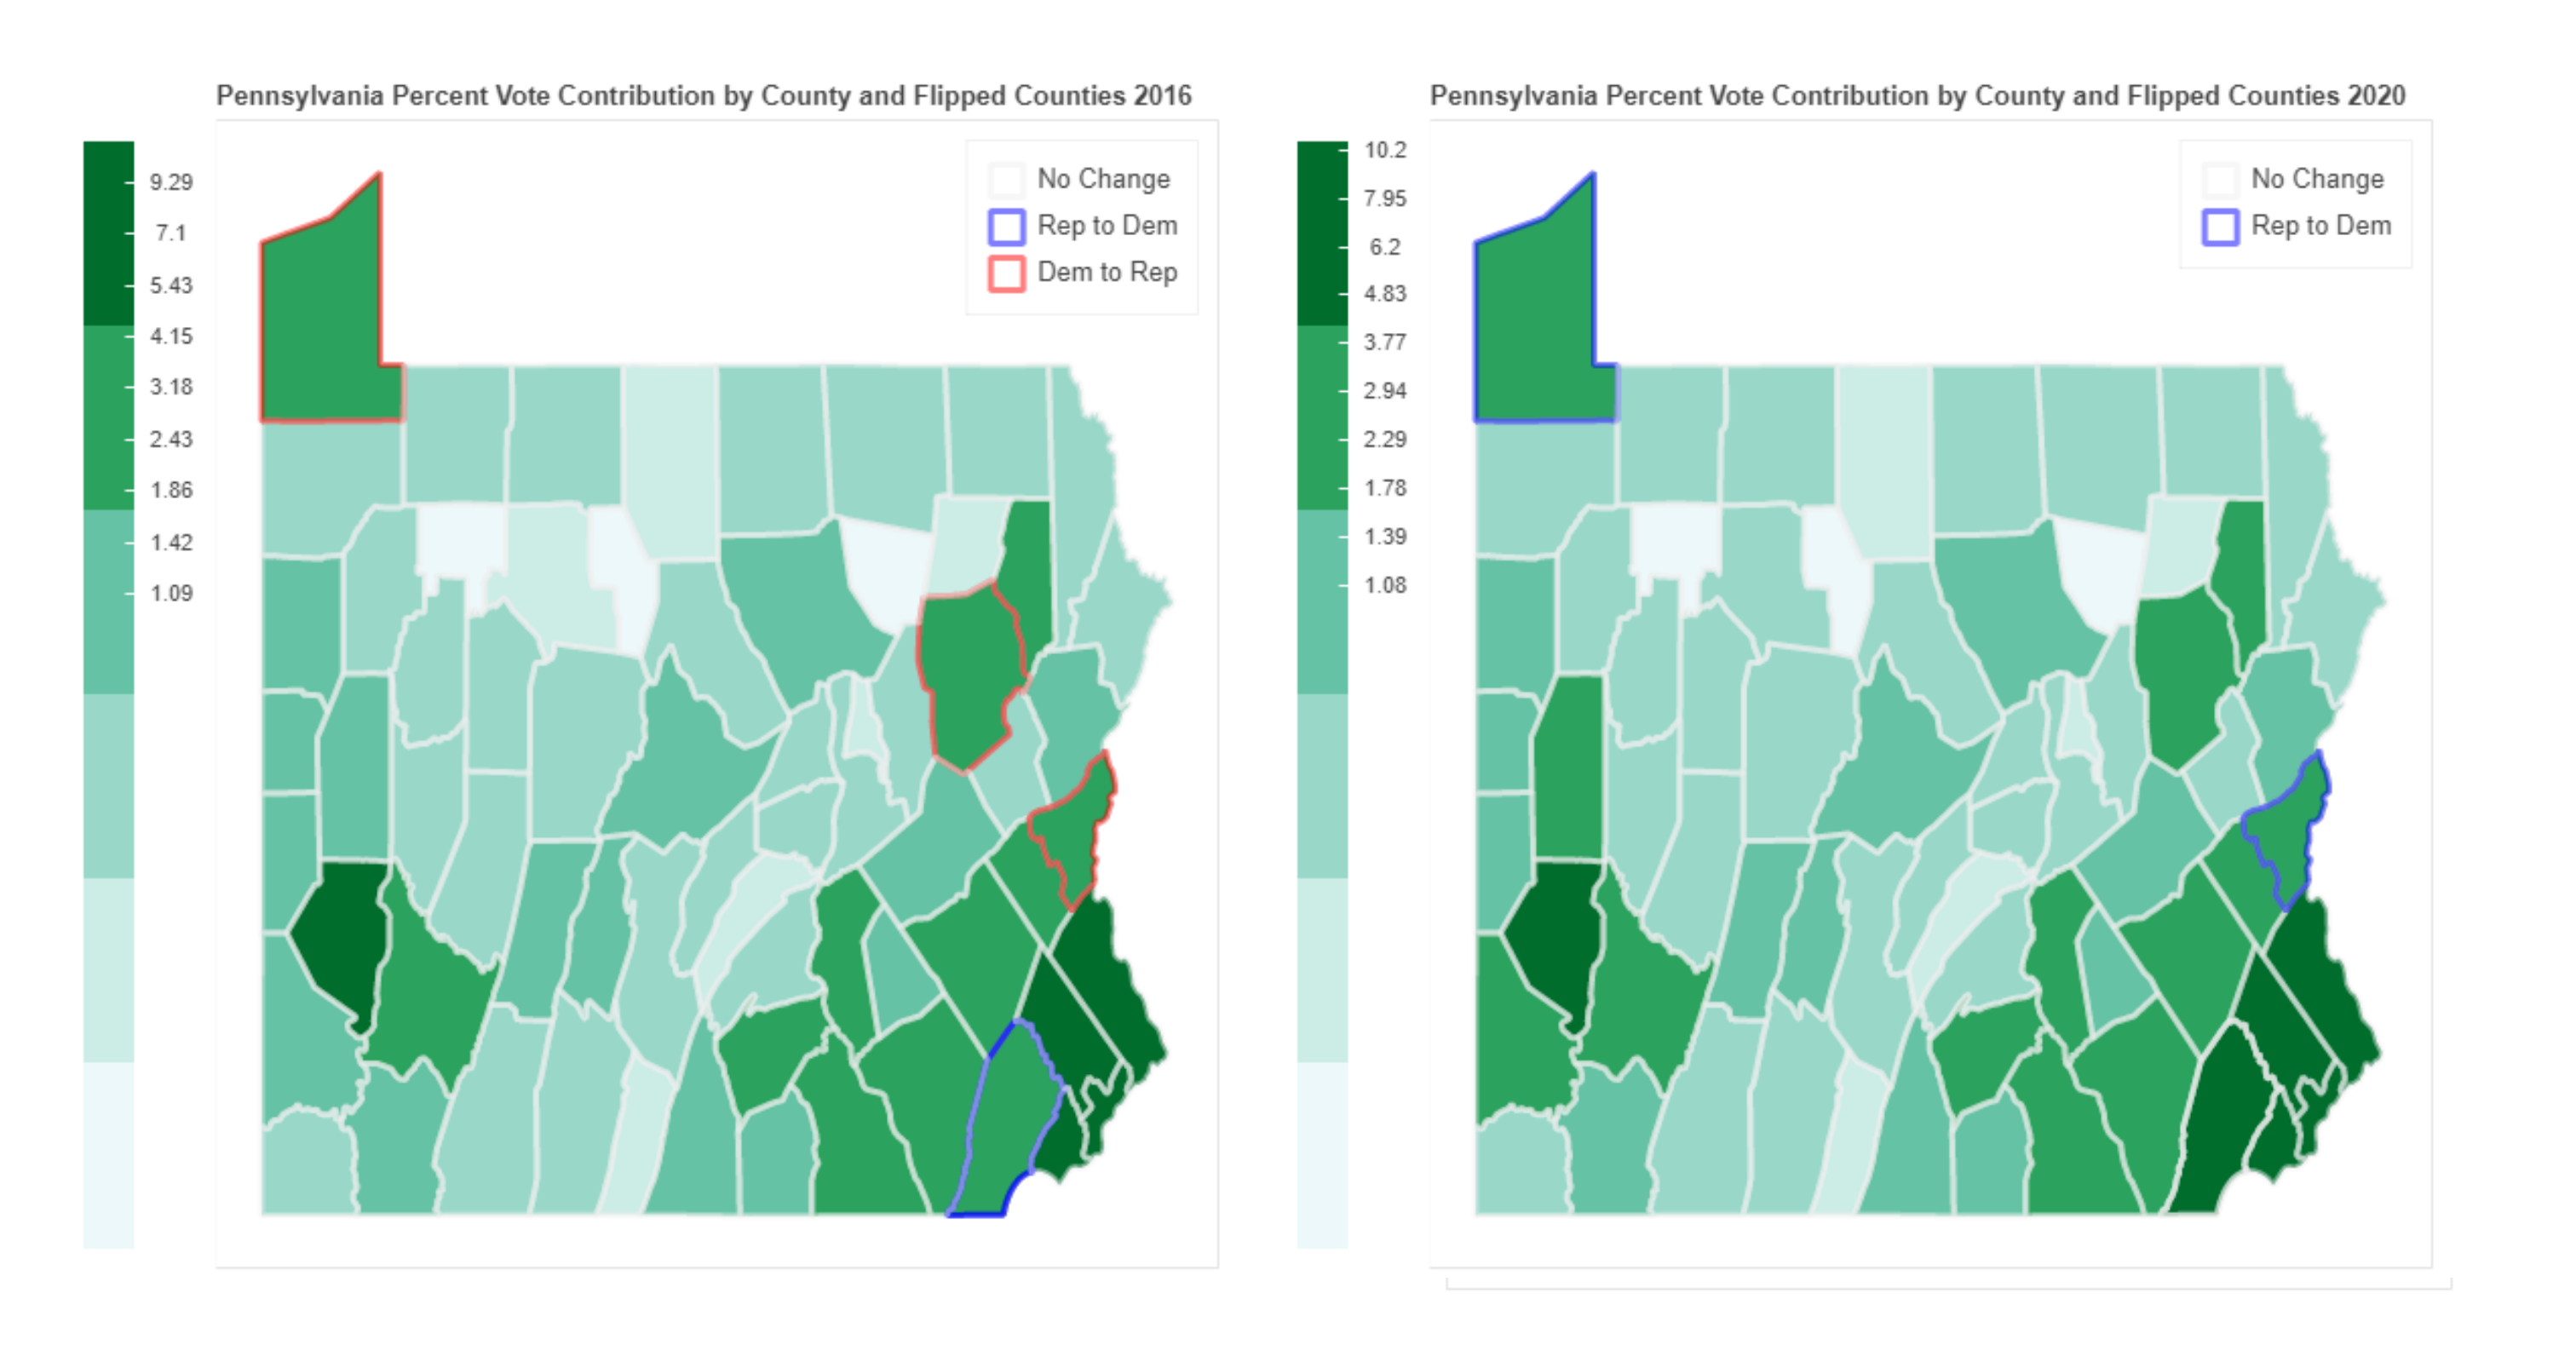 Pennsylvania Percent Vote Contribution by County and Flipped Counties 2016
9.29
7.1
5.43
4.15
3.18
2.43
1.86
1.42
1.09
No Change
Rep to Dem
Dem to Rep
Pennsylvania Percent Vote Contribution by County and Flipped Counties 2020
10.2
7.95
6.2
4.83
3.77
2.94
2.29
1.78
1.39
1.08
No Change
Rep to Dem